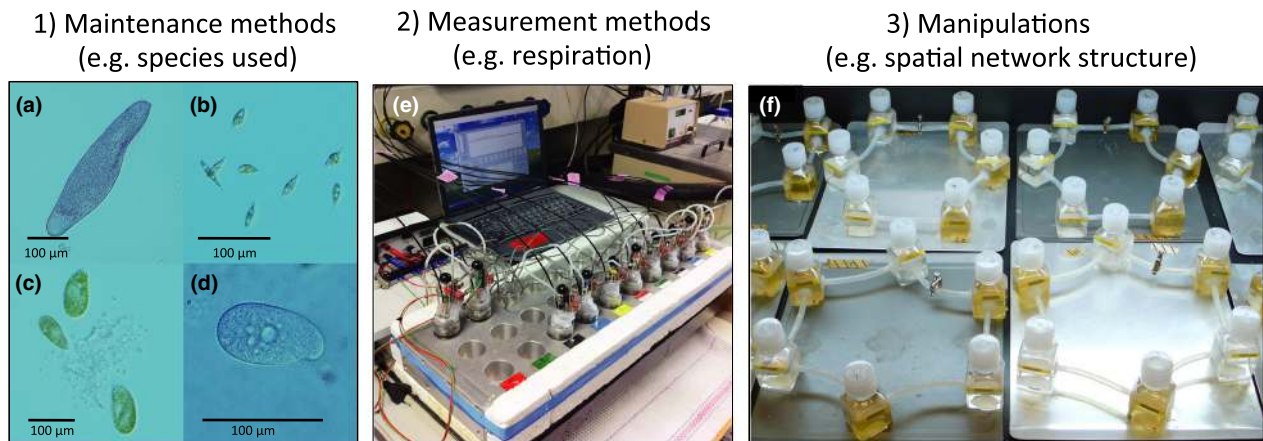 1) Maintenance methods
(e.g. species used)
2) Measurement methods
(e.g. respiration)
3) Manipulations
(e.g. spatial network structure)
(a)
(b)
100 μm
100 μm
(c)
(d)
100 μm
100 μm
(e)
(f)